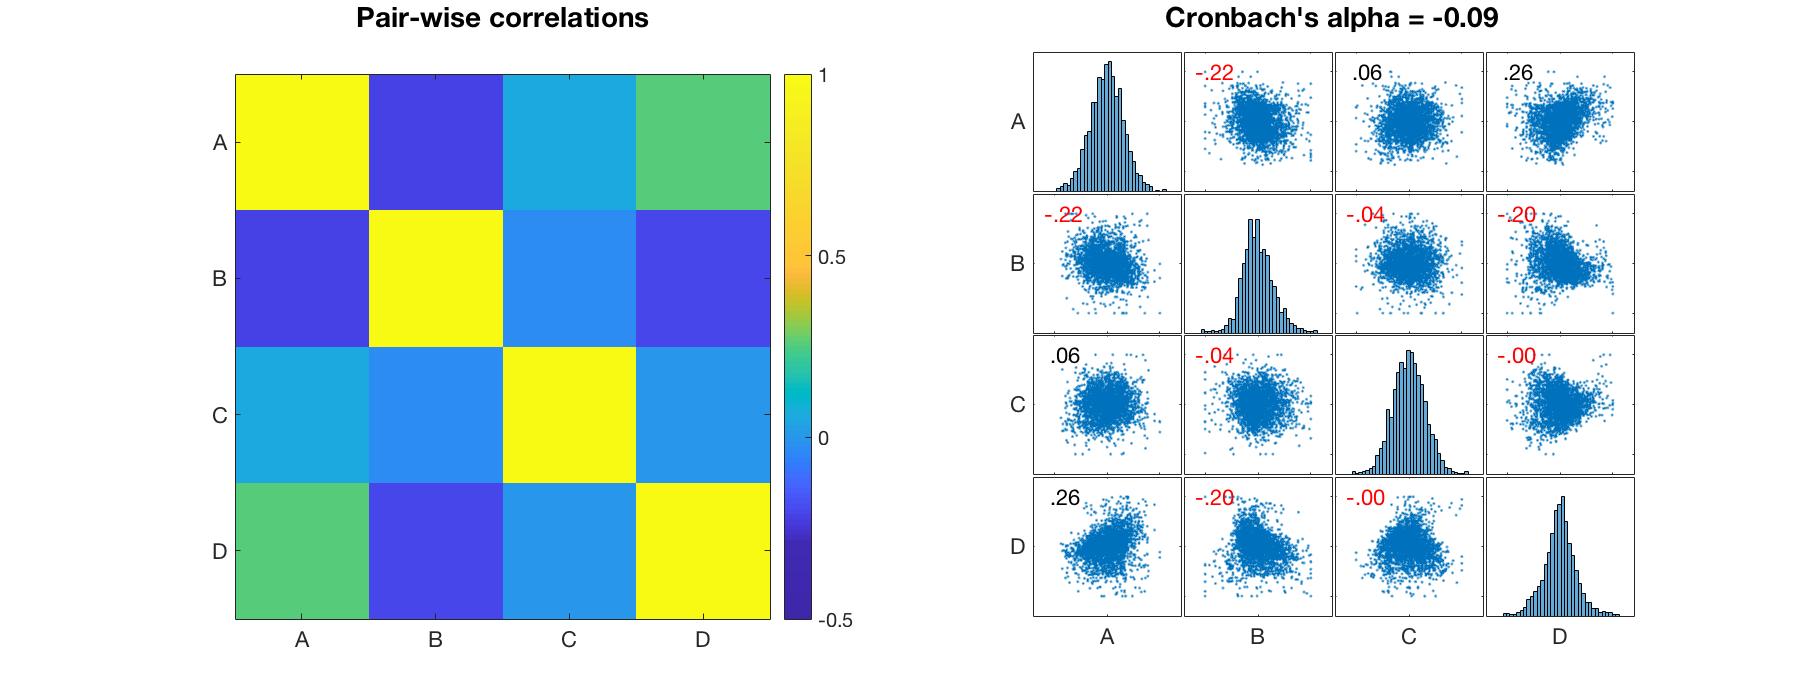 Pair-wise correlations
A
B
C
D
A B C D
1
0.5
0
-0.5
Cronbach's alpha = -0.09
A -.22 .06 .26
B -.22 -.04 -.20
C .06 -.04 -.00
D .26 -.20 -.00
A B C D